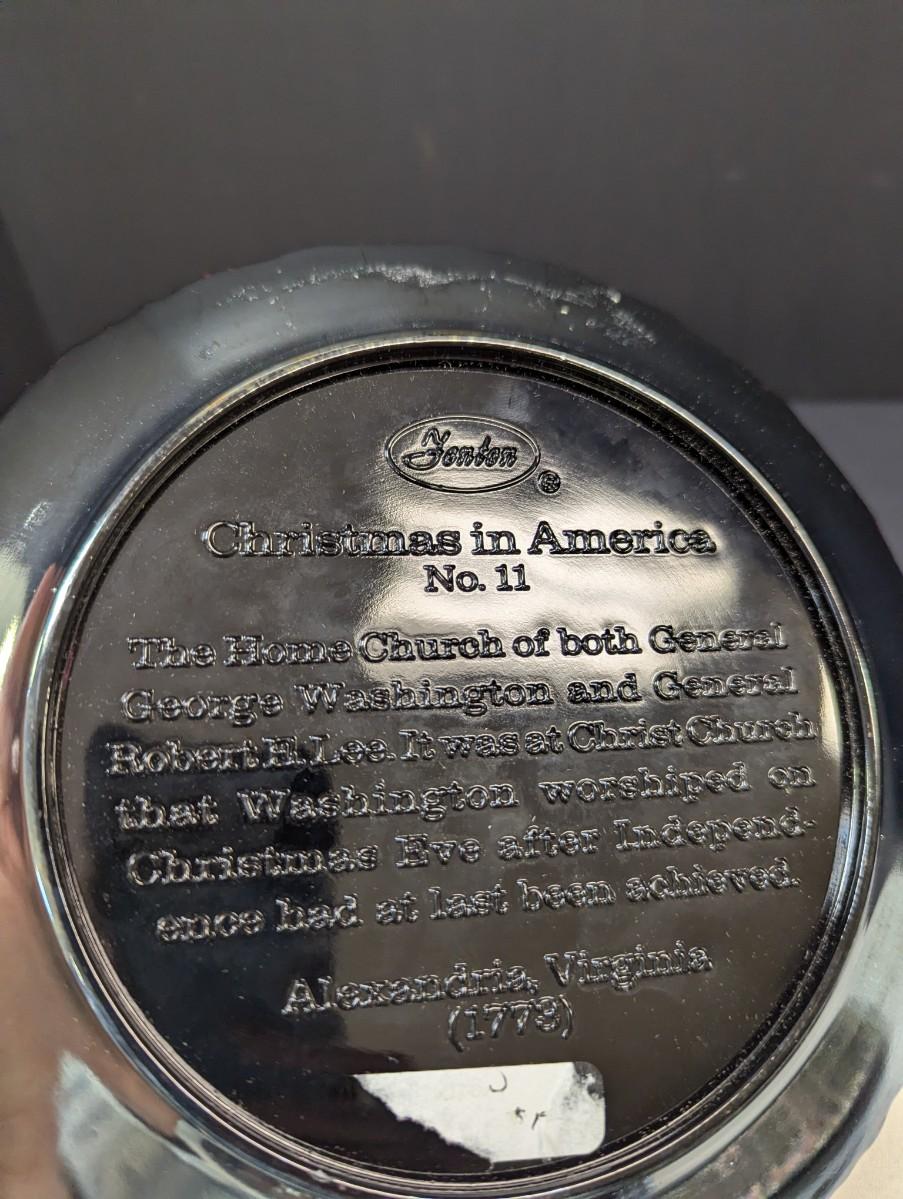 Fenton
®
Christmas in America
No. 11
The Home Church of both General
George Washington and General
Robert E. Lee. It was at Christ Church
that Washington worshiped on
Christmas Eve after Independ-
ence had at last been achieved.
Alexandria, Virginia
(1773)